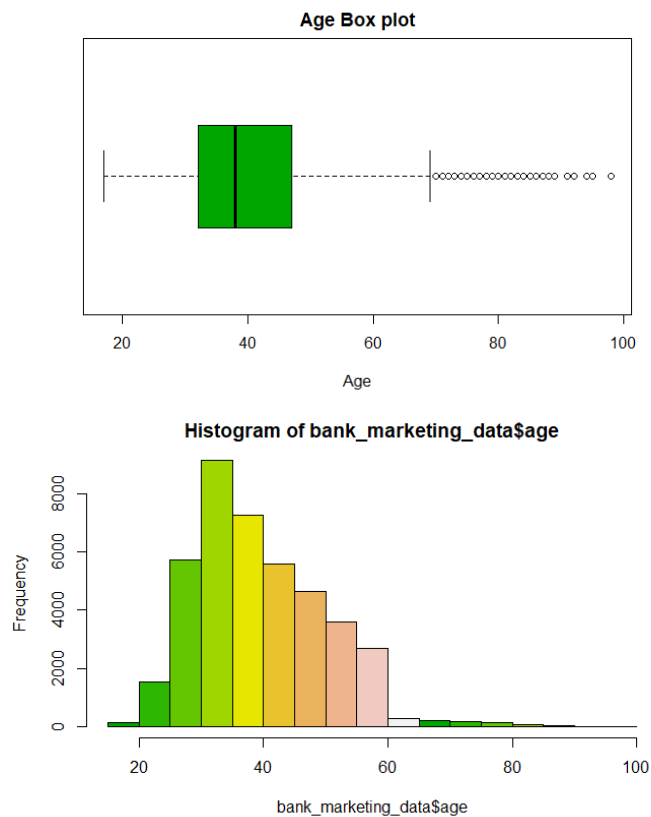 Age Box plot
20 40 60 80 100
Age
Histogram of bank_marketing_data$age
8000
6000
Frequency
4000
2000
0
20 40 60 80 100
bank_marketing_data$age